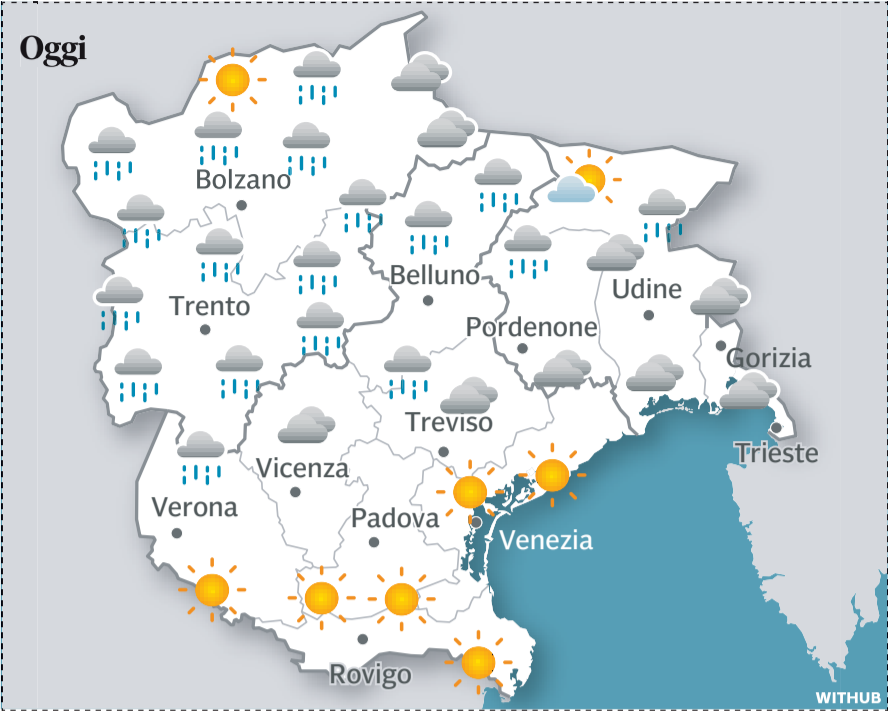 Oggi
Bolzano
Belluno
Trento
Udine
Pordenone
Gorizia
Treviso
Trieste
Vicenza
Verona
Padova
Venezia
Rovigo
WITHUB